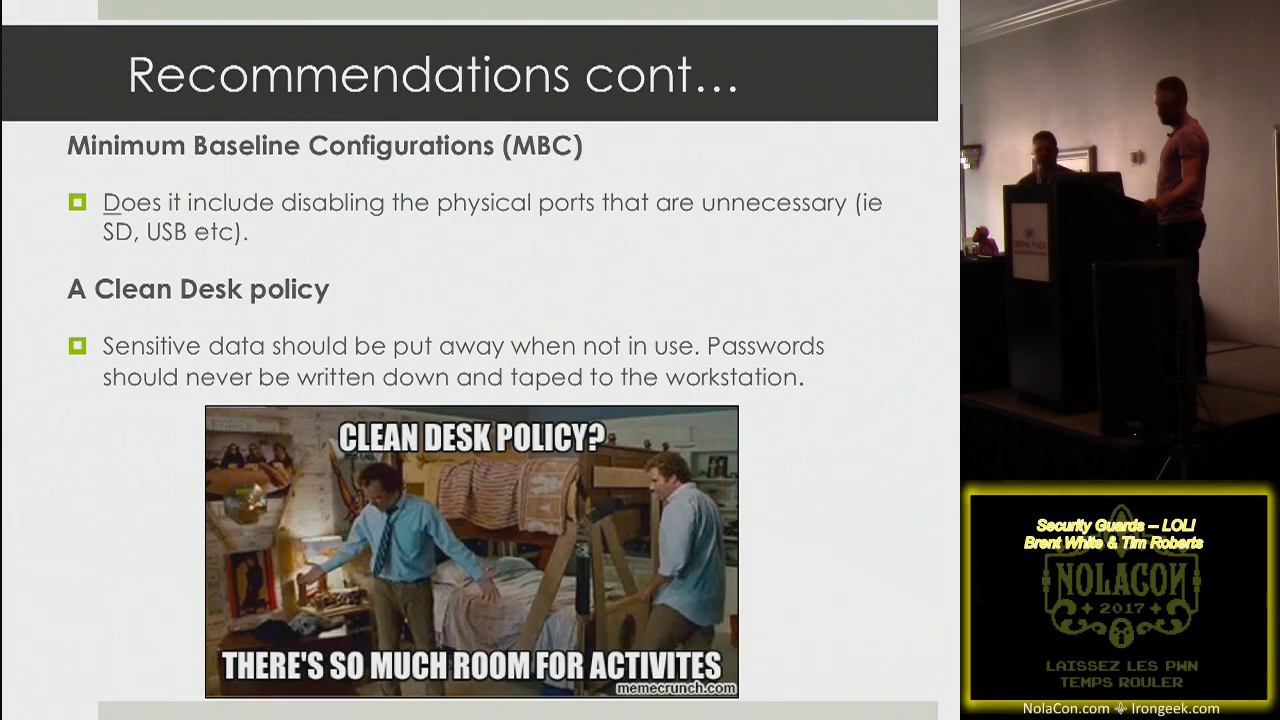 Recommendations cont...
Minimum Baseline Configurations (MBC)
Does it include disabling the physical ports that are unnecessary (ie
SD, USB etc).
A Clean Desk policy
Sensitive data should be put away when not in use. Passwords
should never be written down and taped to the workstation.
CLEAN DESK POLICY?
THERE'S SO MUCH ROOM FOR ACTIVITES
memecrunch.com
Security Guards -- LOL!
Brent White & Tim Roberts
NOLACON
2017
LAISSEZ LES PWN
TEMPS ROULER
NolaCon.com Irongeek.com